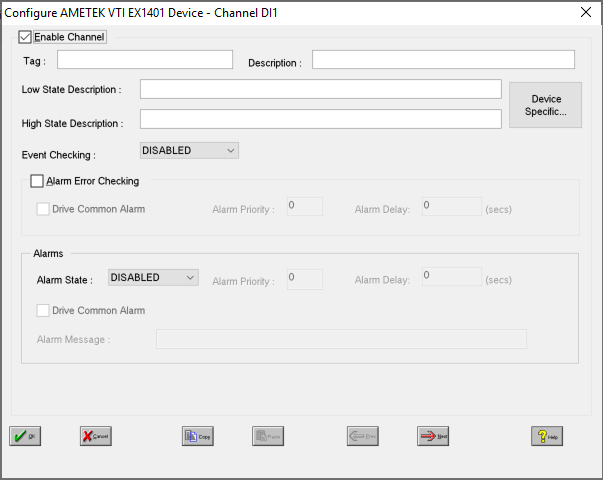 Configure AMETEK VTI EX1401 Device - Channel DI1
Enable Channel
Tag : Description :
Low State Description :
Device
Specific...
High State Description :
Event Checking : DISABLED
Alarm Error Checking
Drive Common Alarm Alarm Priority : 0 Alarm Delay: 0 (secs)
Alarms
Alarm State : DISABLED Alarm Priority : 0 Alarm Delay: 0 (secs)
Drive Common Alarm
Alarm Message :
OK Cancel Copy Paste Prev Next Help